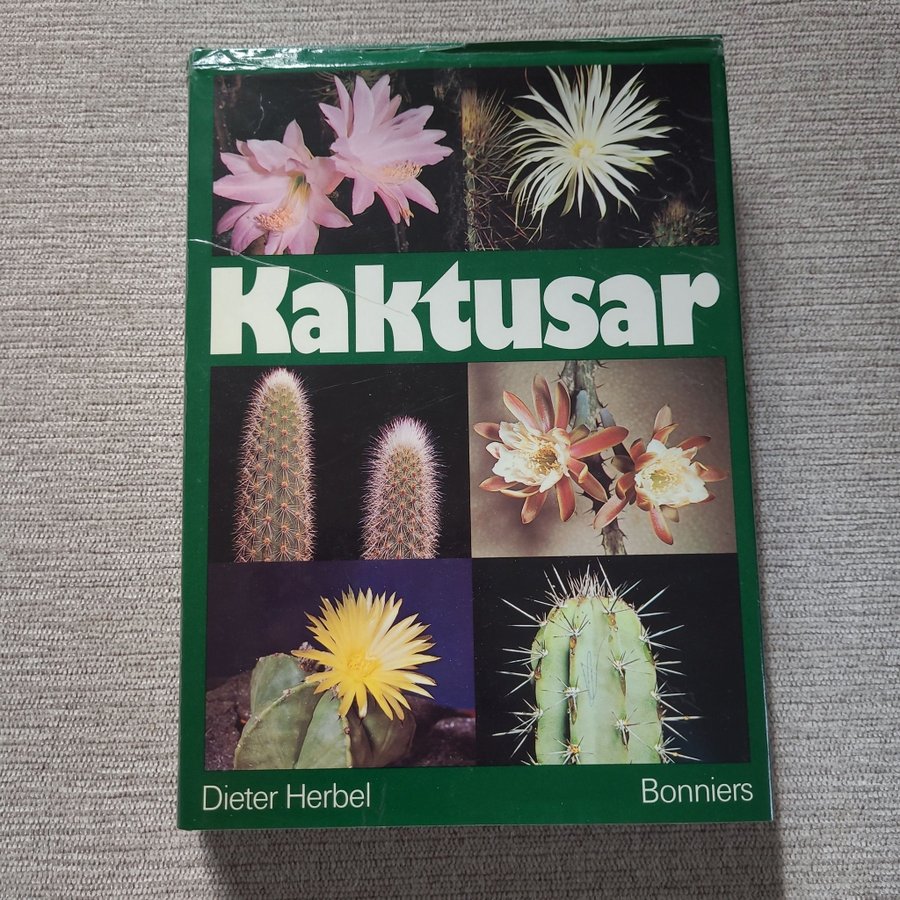 Kaktusar
Dieter Herbel
Bonniers